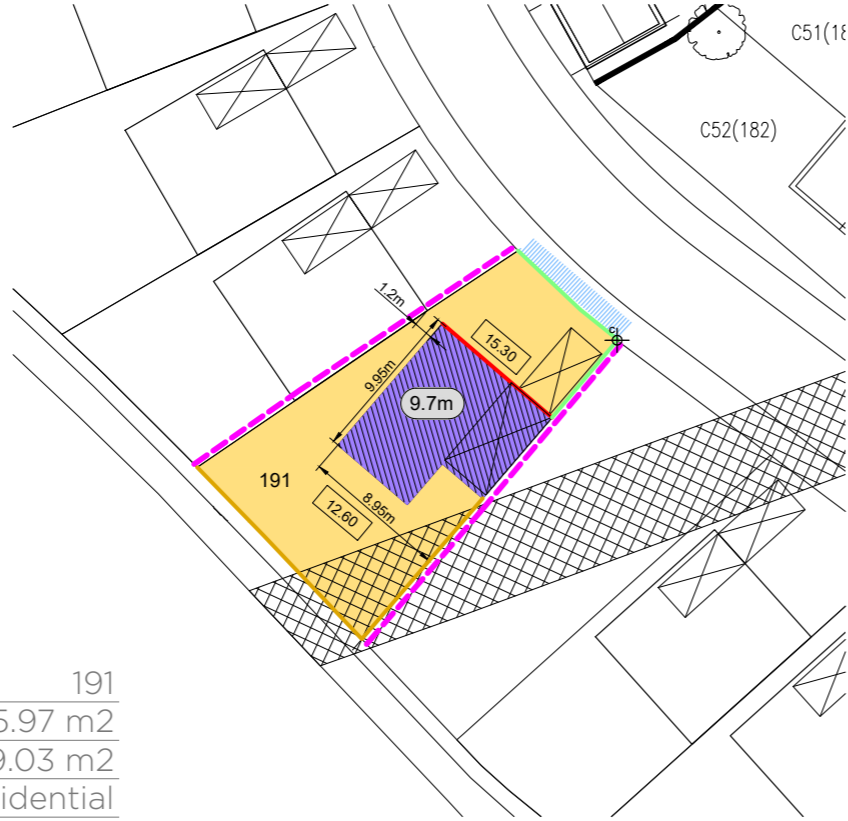 C51(18
C52(182)
1.2m
15.30
C
9.95m
9.7m
191
12.60
8.95m
191
5.97 m2
9.03 m2
idential